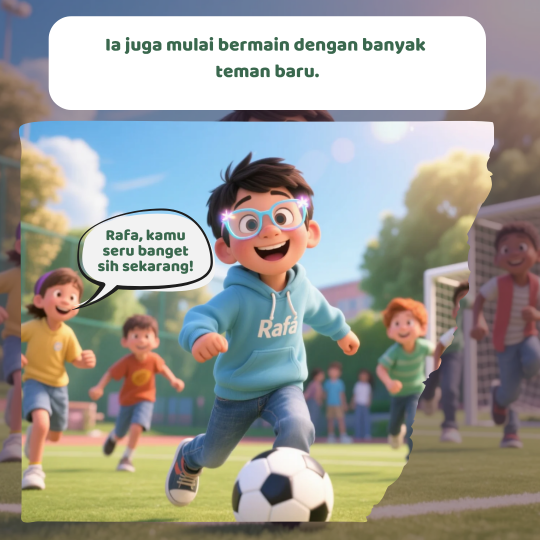 Ia juga mulai bermain dengan banyak
teman baru.
Rafa, kamu
seru banget
sih sekarang!
Rafa